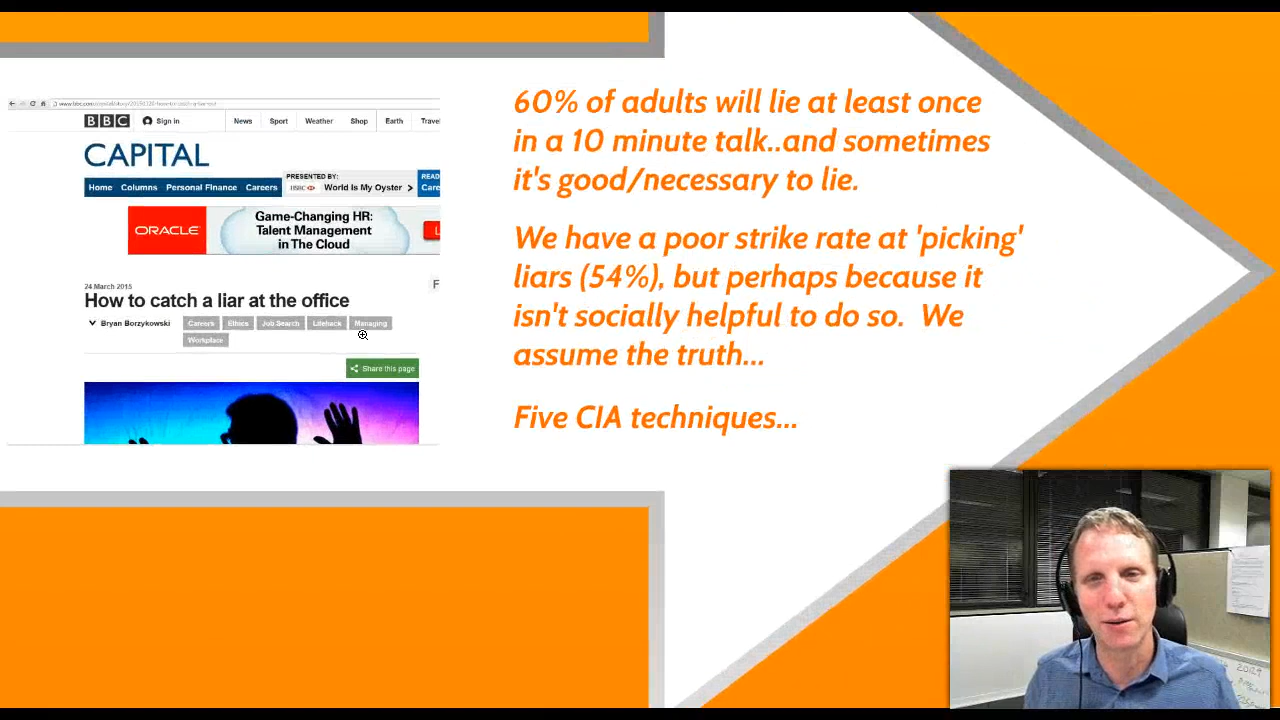 BBC Sign in News Sport Weather Shop Earth Trave
CAPITAL
PRESENTED BY: READ
Home Columns Personal Finance Careers HSBC World Is My Oyster > Care
ORACLE
Game-Changing HR:
Talent Management
in The Cloud
L
24 March 2015
F
How to catch a liar at the office
Bryan Borzykowski
Careers Ethics Job Search Lifehack Managing
Workplace
Share this page
60% of adults will lie at least once
in a 10 minute talk..and sometimes
it's good/necessary to lie.
We have a poor strike rate at 'picking'
liars (54%), but perhaps because it
isn't socially helpful to do so. We
assume the truth...
Five CIA techniques...